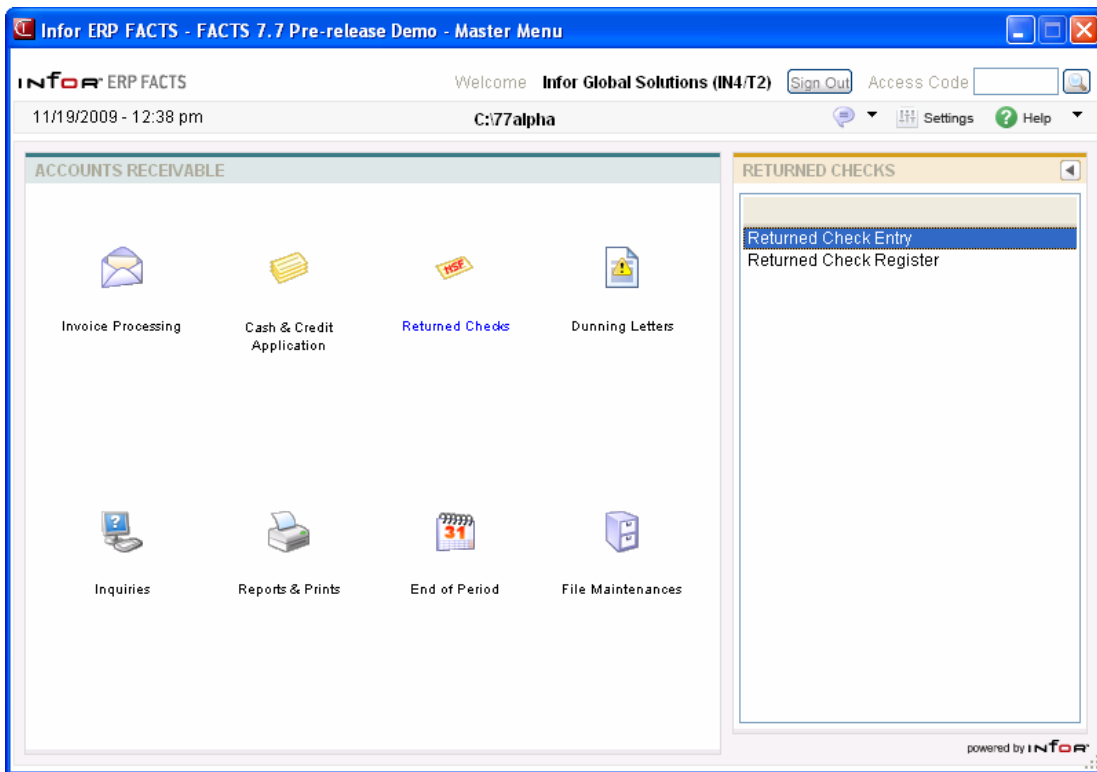 Infor ERP FACTS - FACTS 7.7 Pre-release Demo - Master Menu
INFOR ERP FACTS Welcome Infor Global Solutions (IN4/T2) Sign Out Access Code
11/19/2009 - 12:38 pm C:\77alpha Settings ? Help
ACCOUNTS RECEIVABLE
Invoice Processing
Cash & Credit
Application
NSF
Returned Checks
Dunning Letters
?
Inquiries
Reports & Prints
31
End of Period
File Maintenances
RETURNED CHECKS
Returned Check Entry
Returned Check Register
powered by INFOR